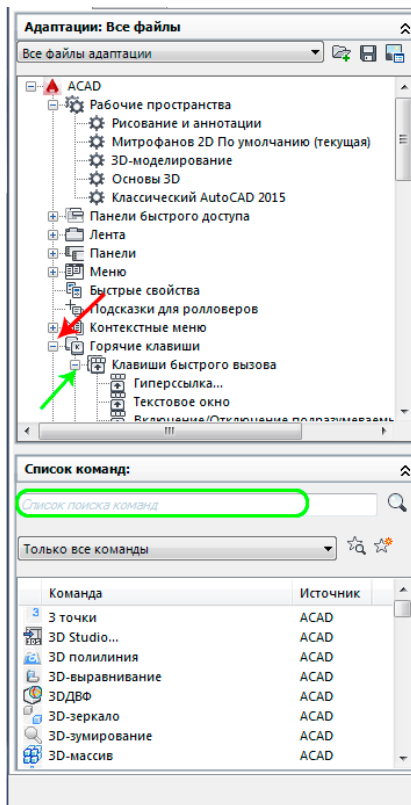 Адаптации: Все файлы
Все файлы адаптации
ACAD
Рабочие пространства
Рисование и аннотации
Митрофанов 2D По умолчанию (текущая)
3D-моделирование
Основы 3D
Классический AutoCAD 2015
Панели быстрого доступа
Лента
Панели
Меню
Быстрые свойства
Подсказки для ролловеров
Контекстные меню
Горячие клавиши
Клавиши быстрого вызова
Гиперссылка...
Текстовое окно
Включение/Отключение подразумеваемь
Список команд:
Список поиска команд
Только все команды
Команда Источник
3 точки ACAD
3D Studio... ACAD
3D полилиния ACAD
3D-выравнивание ACAD
3DДВФ ACAD
3D-зеркало ACAD
3D-зумирование ACAD
3D-массив ACAD